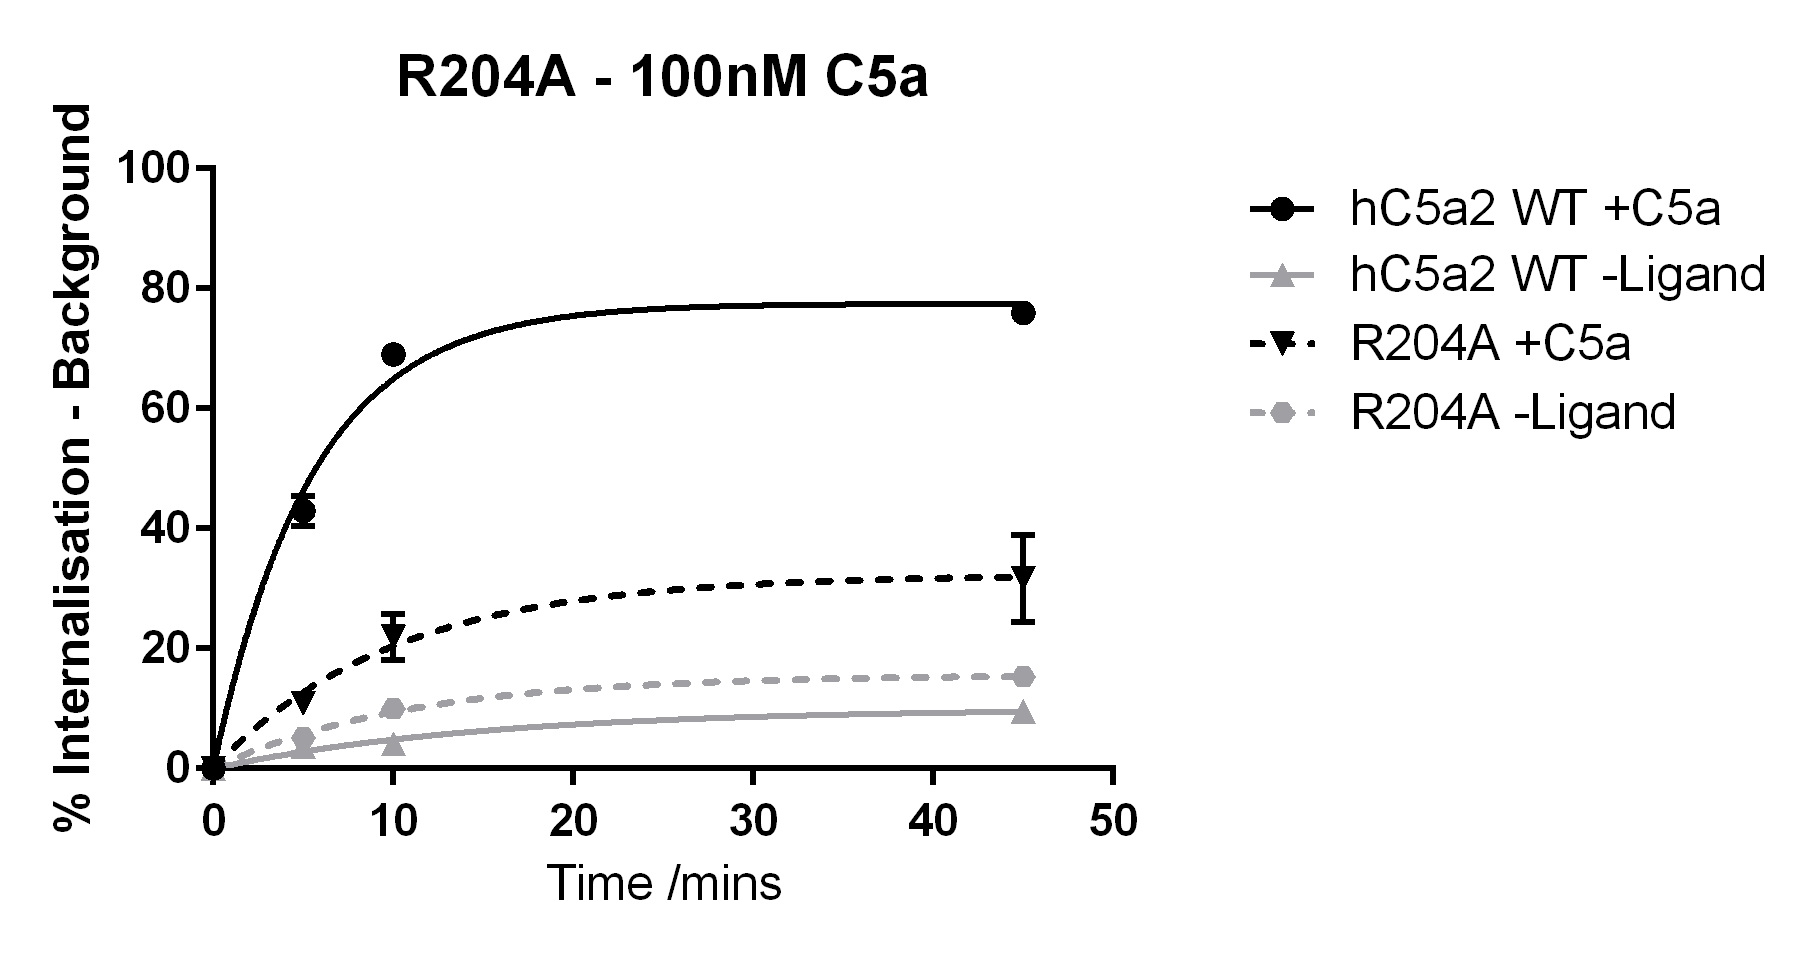 R204A - 100nM C5a
% Internalisation - Background
100
80
60
40
20
0
0 10 20 30 40 50
Time /mins
hC5a2 WT +C5a
hC5a2 WT -Ligand
R204A +C5a
R204A -Ligand